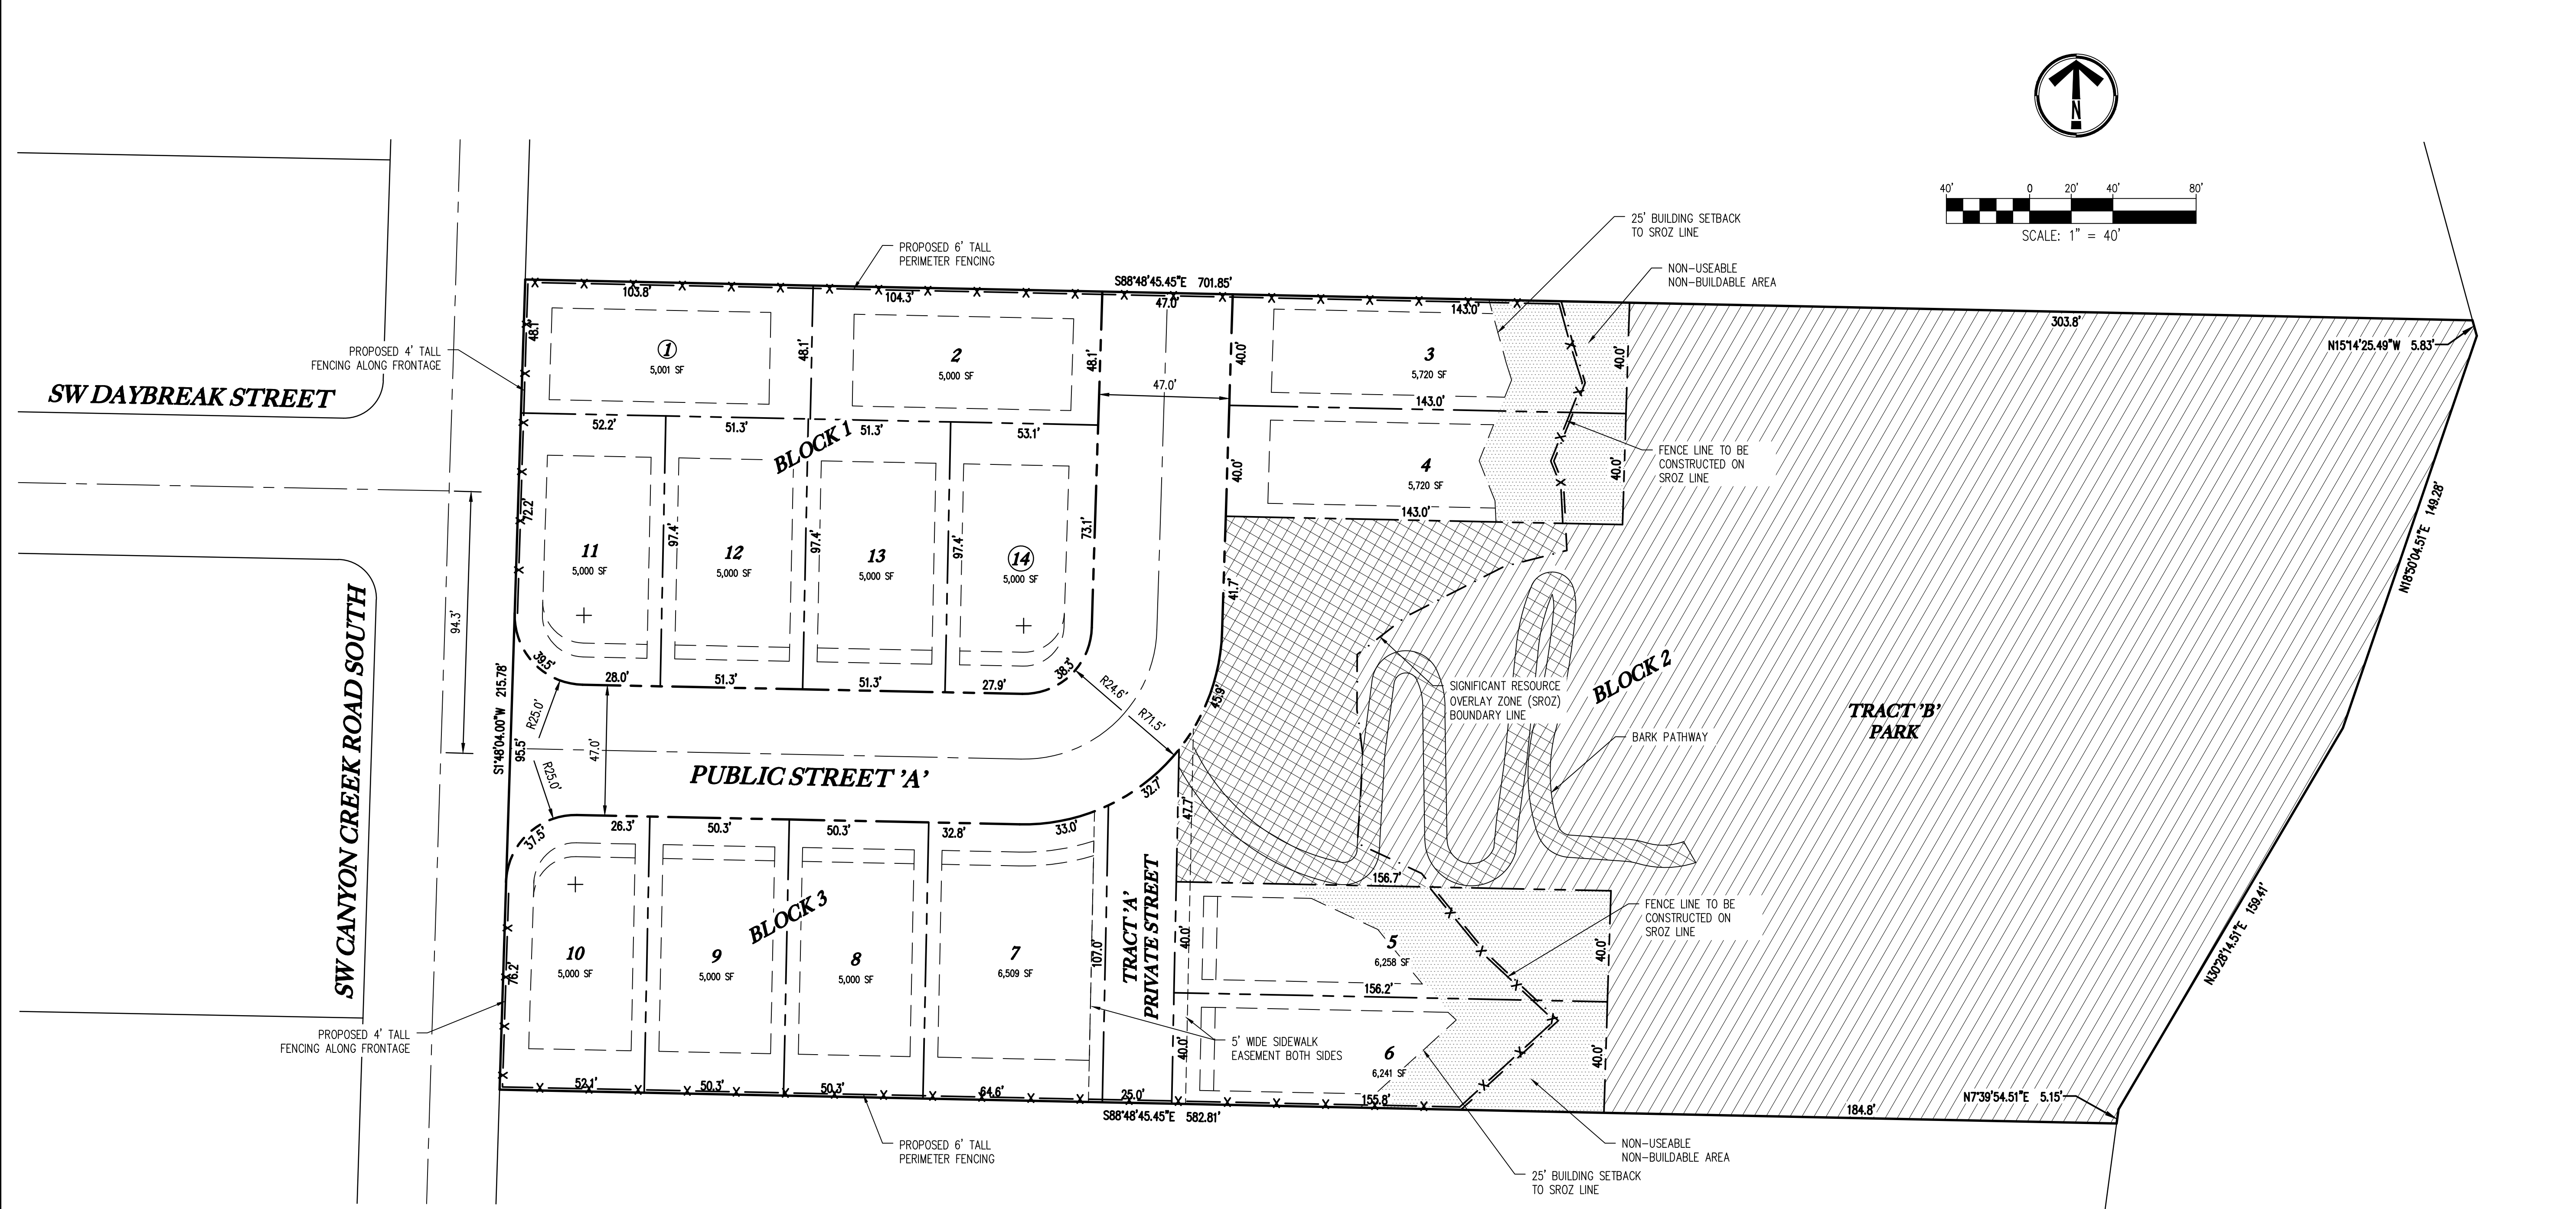 N
40'
0
20'
40'
80'
SCALE: 1" = 40'
25' BUILDING SETBACK
TO SROZ LINE
PROPOSED 6' TALL
PERIMETER FENCING
NON-USEABLE
NON-BUILDABLE AREA
S88°48'45.45"E 701.85'
103.8'
104.3'
47.0'
143.0'
303.8'
N15°14'25.49"W 5.83'
48.1'
48.1'
48.1'
40.0'
40.0'
1
5,001 SF
2
5,000 SF
3
5,720 SF
PROPOSED 4' TALL
FENCING ALONG FRONTAGE
SW DAYBREAK STREET
47.0'
143.0'
52.2'
51.3'
51.3'
53.1'
BLOCK 1
FENCE LINE TO BE
CONSTRUCTED ON
SROZ LINE
4
5,720 SF
40.0'
40.0'
143.0'
72.2'
97.4'
97.4'
97.4'
73.1'
41.7'
11
5,000 SF
12
5,000 SF
13
5,000 SF
14
5,000 SF
94.3'
N18°50'04.51"E 149.28'
39.5'
28.0'
51.3'
51.3'
27.9'
38.3'
R24.6'
R71.5'
45.9'
SIGNIFICANT RESOURCE
OVERLAY ZONE (SROZ)
BOUNDARY LINE
BLOCK 2
TRACT 'B'
PARK
BARK PATHWAY
S1°48'04.00"W 215.78'
95.5'
R25.0'
R25.0'
47.0'
SW CANYON CREEK ROAD SOUTH
PUBLIC STREET 'A'
32.7'
47.7'
37.5'
26.3'
50.3'
50.3'
32.8'
33.0'
156.7'
BLOCK 3
FENCE LINE TO BE
CONSTRUCTED ON
SROZ LINE
10
5,000 SF
9
5,000 SF
8
5,000 SF
7
6,509 SF
107.0'
TRACT 'A'
PRIVATE STREET
40.0'
5
6,258 SF
40.0'
76.2'
156.2'
N30°28'14.51"E 159.41'
PROPOSED 4' TALL
FENCING ALONG FRONTAGE
5' WIDE SIDEWALK
EASEMENT BOTH SIDES
40.0'
6
6,241 SF
40.0'
52.1'
50.3'
50.3'
64.6'
25.0'
155.8'
184.8'
N7°39'54.51"E 5.15'
S88°48'45.45"E 582.81'
PROPOSED 6' TALL
PERIMETER FENCING
NON-USEABLE
NON-BUILDABLE AREA
25' BUILDING SETBACK
TO SROZ LINE